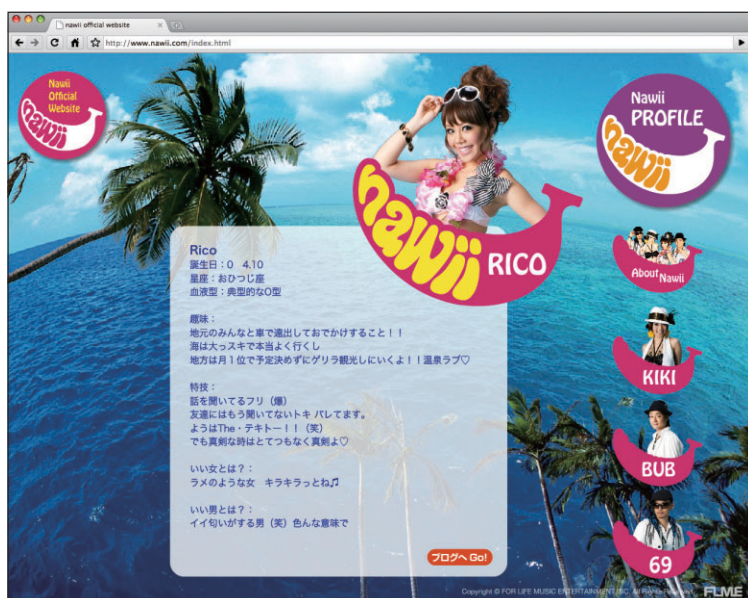 nawii official website
http://www.nawii.com/index.html
Nawii
Official
Website
nawii
nawii RICO
Nawii
PROFILE
nawii
About Nawii
KIKI
BUB
69
Rico
誕生日:0 4.10
星座:おひつじ座
血液型:典型的なO型
趣味:
地元のみんなと車で遠出しておでかけすること!!
海は大っスキで本当よく行くし
地方は月1位で予定決めずにゲリラ観光しにいくよ!!温泉ラブ♡
特技:
話を聞いてるフリ(爆)
友達にはもう聞いてないトキ バレてます。
ようはThe・テキトー!!(笑)
でも真剣な時はとてつもなく真剣よ♡
いい女とは?:
ラメのような女 キラキラっとね♫
いい男とは?:
イイ匂いがする男(笑)色んな意味で
ブログへ Go!
Copyright © FOR LIFE MUSIC ENTERTAINMENT, INC. All Rights Reserved.
FLME